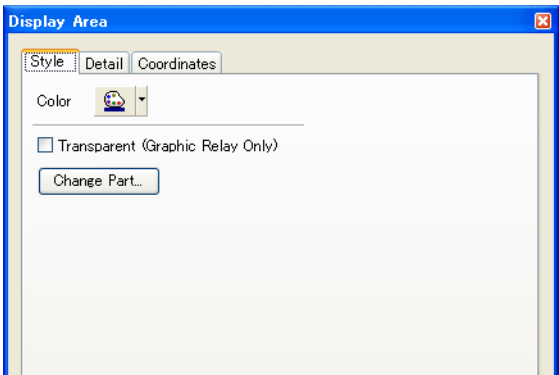 Display Area
Style Detail Coordinates
Color
Transparent (Graphic Relay Only)
Change Part...